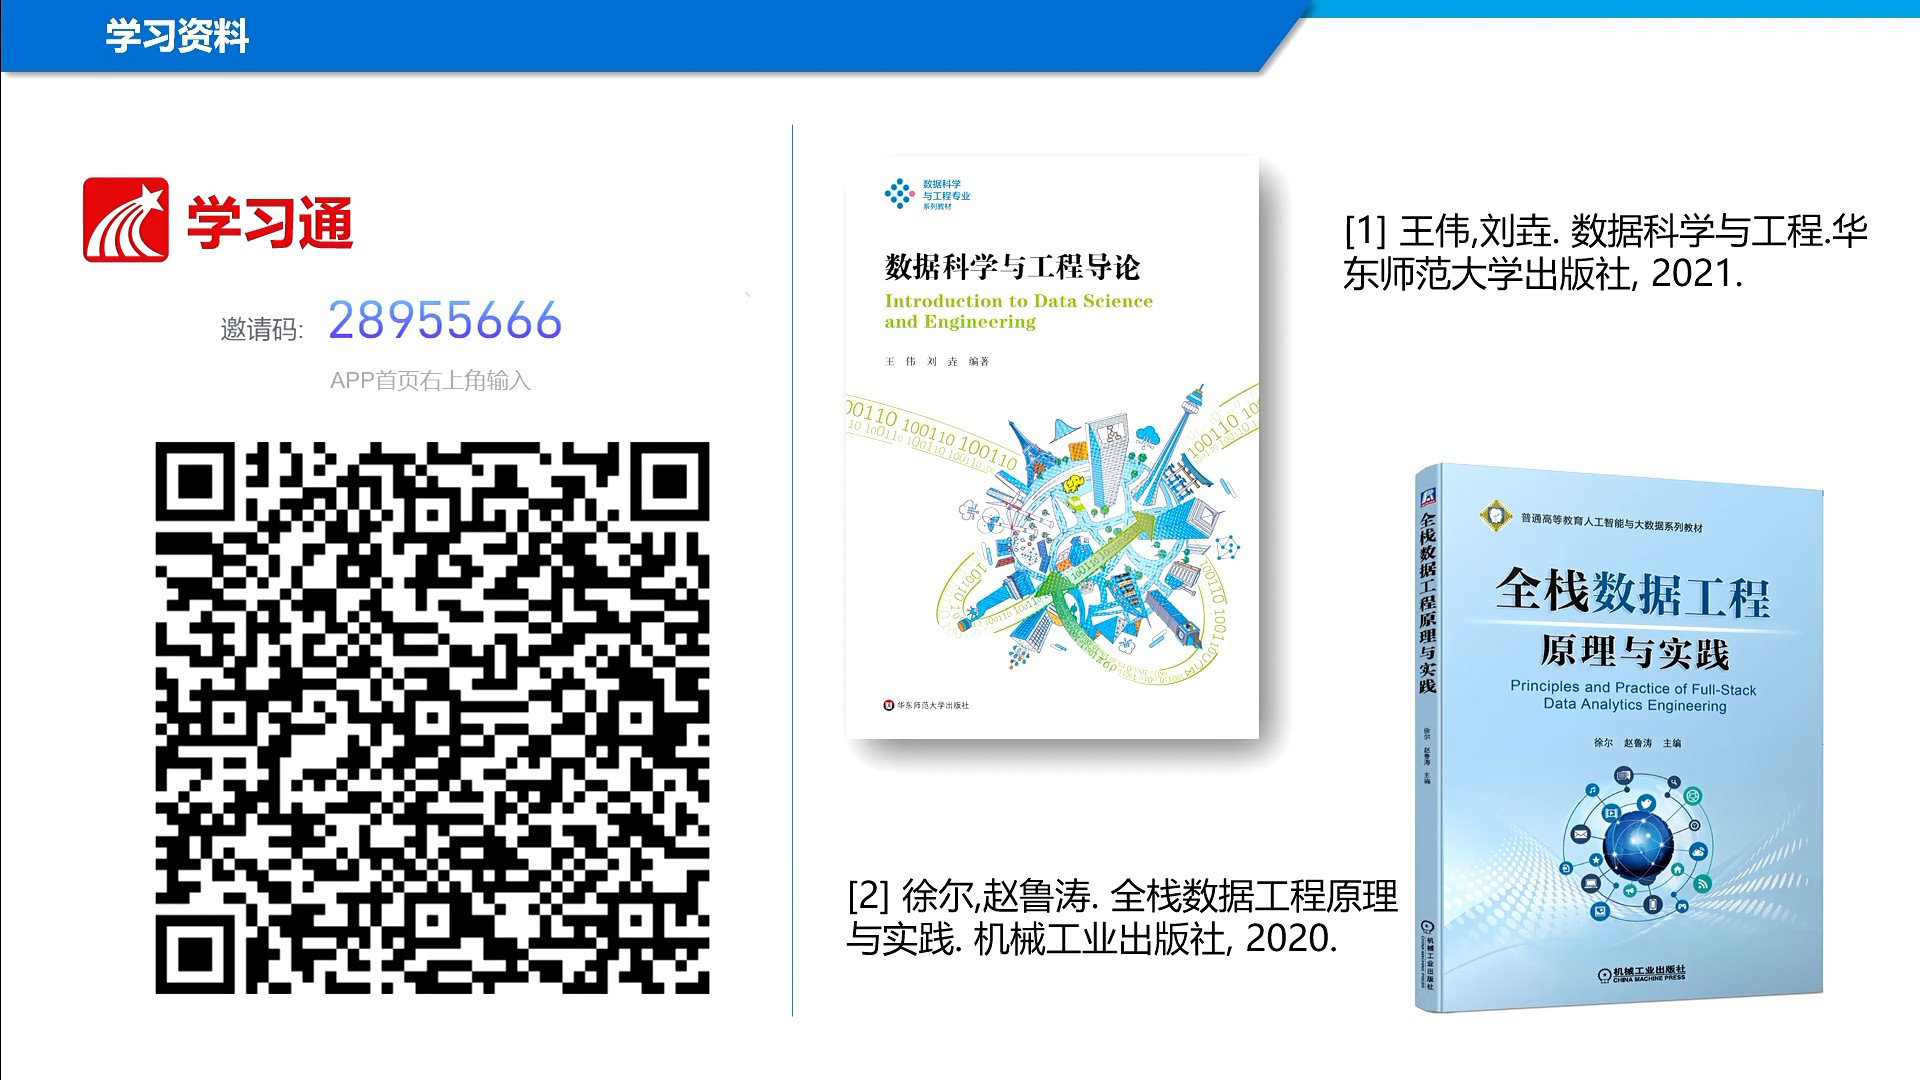 学习资料
学习通
邀请码: 28955666
APP首页右上角输入
数据科学
与工程专业
系列教材
数据科学与工程导论
Introduction to Data Science
and Engineering
王 伟 刘 垚 编著
华东师范大学出版社
[1] 王伟,刘垚. 数据科学与工程.华
东师范大学出版社, 2021.
[2] 徐尔,赵鲁涛. 全栈数据工程原理
与实践. 机械工业出版社, 2020.
全栈数据工程原理与实践
徐尔 赵鲁涛 主编
机械工业出版社
CHINA MACHINE PRESS
普通高等教育人工智能与大数据系列教材
全栈数据工程
原理与实践
Principles and Practice of Full-Stack
Data Analytics Engineering
徐尔 赵鲁涛 主编
机械工业出版社
CHINA MACHINE PRESS